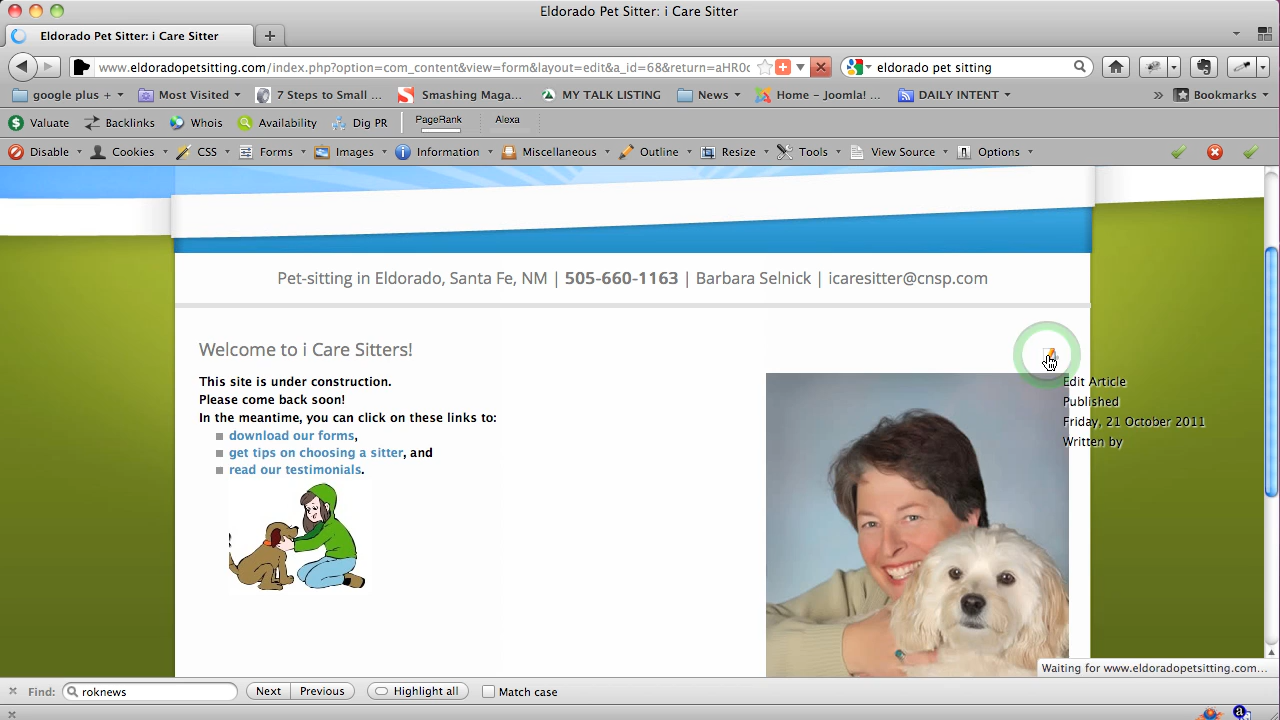 Eldorado Pet Sitter: i Care Sitter
Eldorado Pet Sitter: i Care Sitter
www.eldoradopetsitting.com/index.php?option=com_content&view=form&layout=edit&a_id=68&return=aHR0c
eldorado pet sitting
google plus + Most Visited 7 Steps to Small ... Smashing Maga... MY TALK LISTING News Home - Joomla! ... DAILY INTENT » Bookmarks
Valuate Backlinks Whois Availability Dig PR PageRank Alexa
Disable Cookies CSS Forms Images Information Miscellaneous Outline Resize Tools View Source Options
Pet-sitting in Eldorado, Santa Fe, NM | 505-660-1163 | Barbara Selnick | icaresitter@cnsp.com
Welcome to i Care Sitters!
This site is under construction.
Please come back soon!
In the meantime, you can click on these links to:
download our forms,
get tips on choosing a sitter, and
read our testimonials.
Edit Article
Published
Friday, 21 October 2011
Written by
Waiting for www.eldoradopetsitting.com...
Find: roknews Next Previous Highlight all Match case